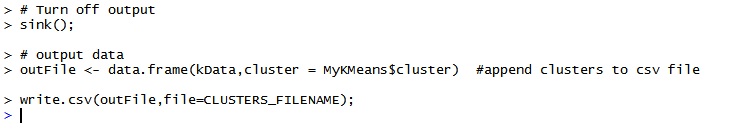 > # Turn off output
> sink();
> # output data
> outFile <- data.frame(kData,cluster = MyKMeans$cluster)  #append clusters to csv file
> write.csv(outFile,file=CLUSTERS_FILENAME);
>